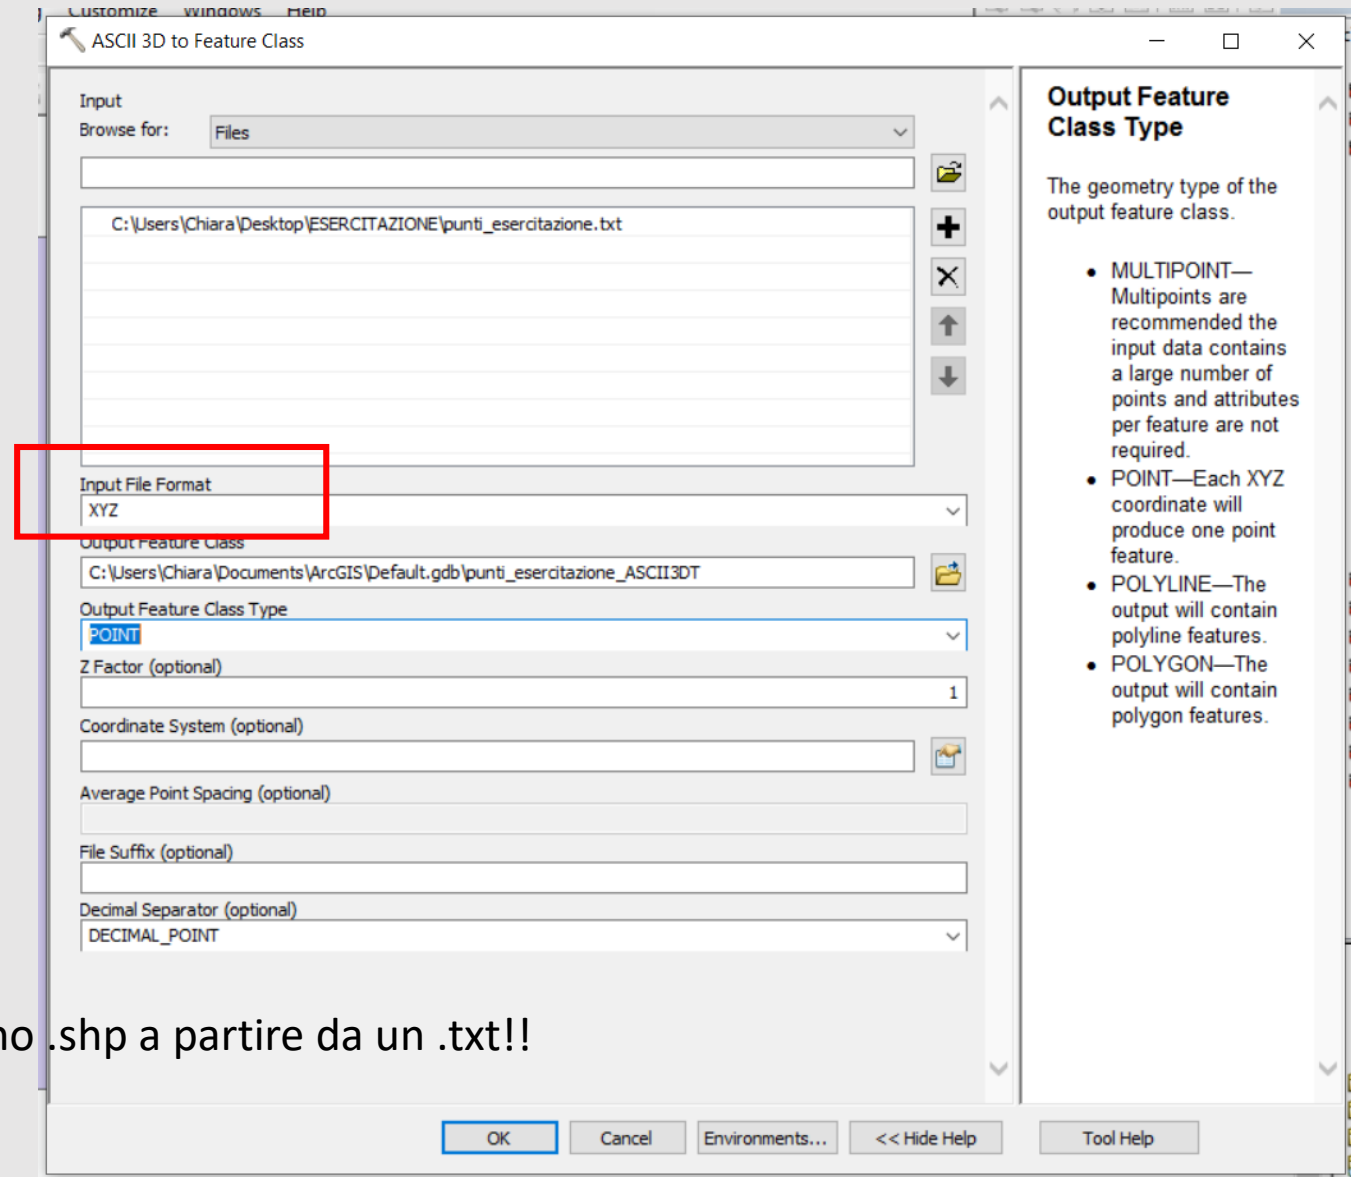 Customize Windows Help
ASCII 3D to Feature Class
Input
Browse for: Files
C:\Users\Chiara\Desktop\ESERCITAZIONE\punti_esercitazione.txt
Input File Format
XYZ
Output Feature Class
C:\Users\Chiara\Documents\ArcGIS\Default.gdb\punti_esercitazione_ASCII3DT
Output Feature Class Type
POINT
Z Factor (optional)
1
Coordinate System (optional)
Average Point Spacing (optional)
File Suffix (optional)
Decimal Separator (optional)
DECIMAL_POINT
no .shp a partire da un .txt!!
OK Cancel Environments... << Hide Help Tool Help
Output Feature
Class Type
The geometry type of the
output feature class.
• MULTIPOINT—
Multipoints are
recommended the
input data contains
a large number of
points and attributes
per feature are not
required.
• POINT—Each XYZ
coordinate will
produce one point
feature.
• POLYLINE—The
output will contain
polyline features.
• POLYGON—The
output will contain
polygon features.